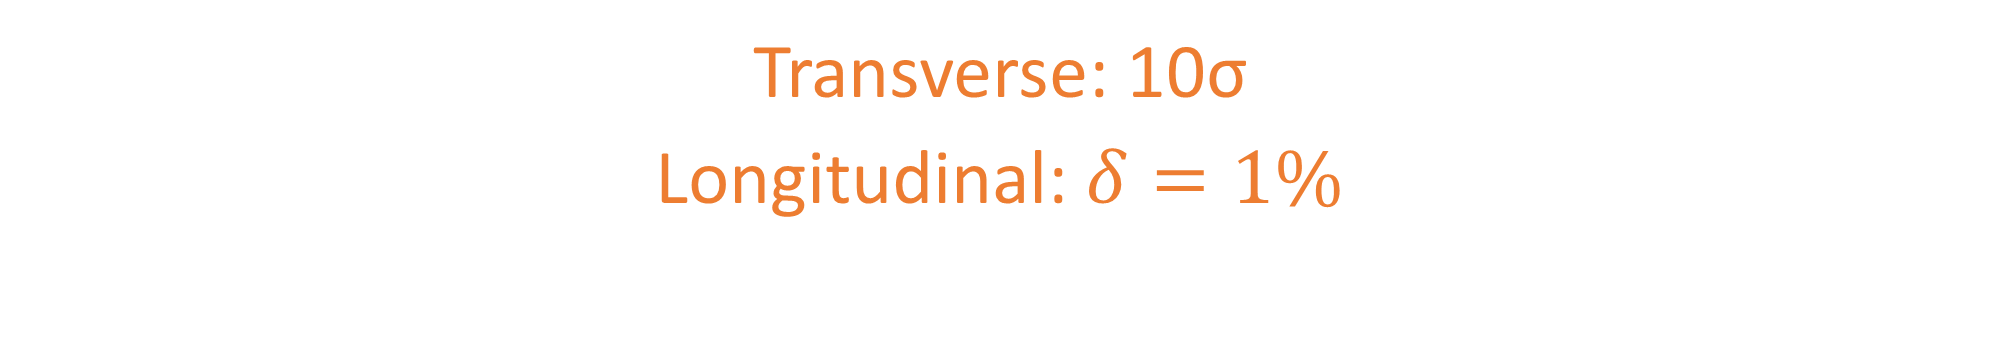 Transverse: 10σ
Longitudinal: 𝛿 = 1%